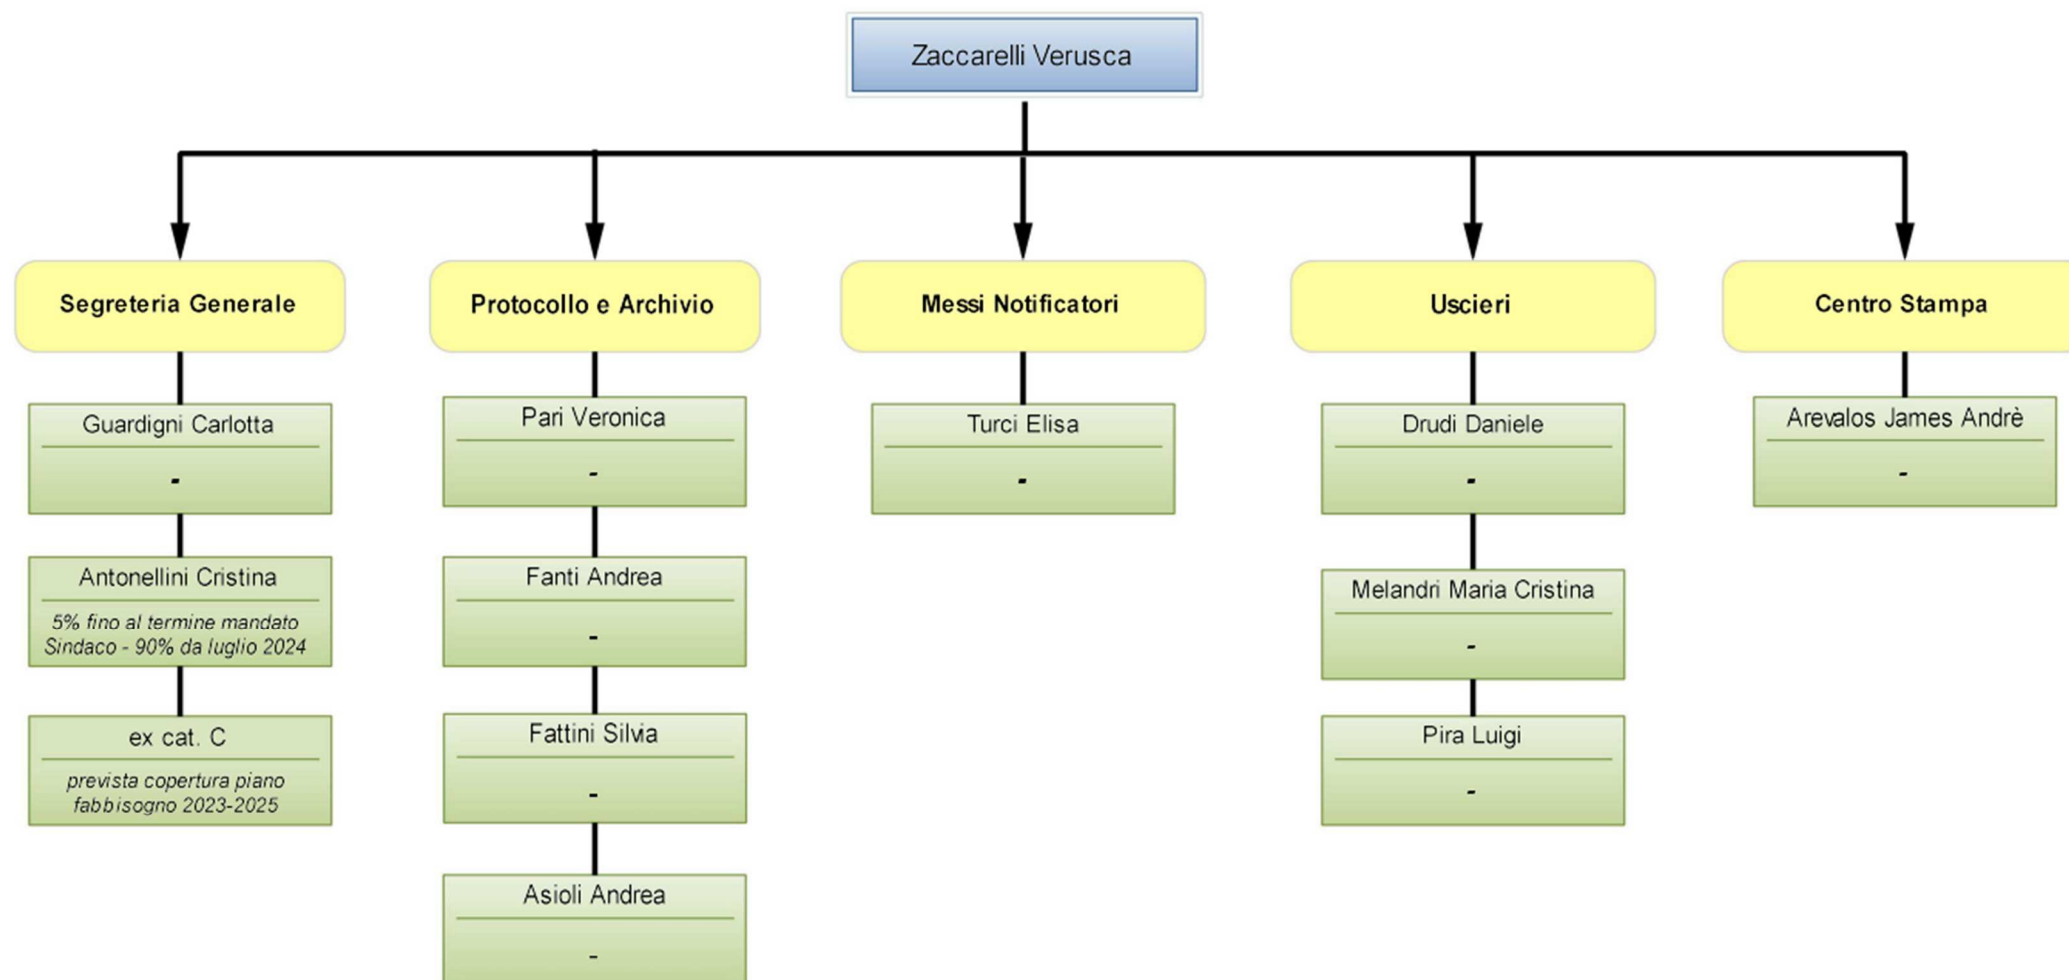 Zaccarelli Verusca
Segreteria Generale
Guardigni Carlotta
-
Antonellini Cristina
5% fino al termine mandato
Sindaco - 90% da luglio 2024
ex cat. C
prevista copertura piano
fabbisogno 2023-2025
Protocollo e Archivio
Pari Veronica
-
Fanti Andrea
-
Fattini Silvia
-
Asioli Andrea
-
Messi Notificatori
Turci Elisa
-
Uscieri
Drudi Daniele
-
Melandri Maria Cristina
-
Pira Luigi
-
Centro Stampa
Arevalos James Andrè
-